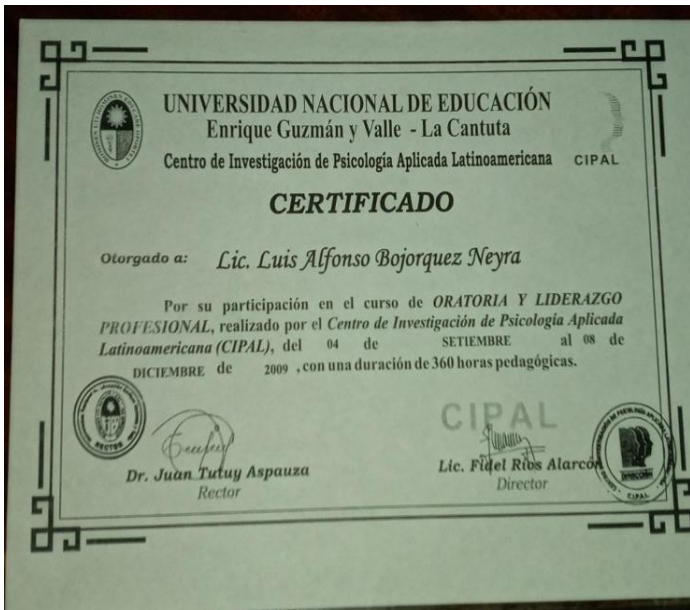 UNIVERSIDAD NACIONAL DE EDUCACIÓN
Enrique Guzmán y Valle - La Cantuta
Centro de Investigación de Psicología Aplicada Latinoamericana CIPAL
CERTIFICADO
Otorgado a: Lic. Luis Alfonso Bojorquez Neyra
Por su participación en el curso de ORATORIA Y LIDERAZGO
PROFESIONAL, realizado por el Centro de Investigación de Psicología Aplicada
Latinoamericana (CIPAL), del 04 de SETIEMBRE al 08 de
DICIEMBRE de 2009 , con una duración de 360 horas pedagógicas.
CIPAL
Dr. Juan Tutuy Aspauza
Rector
Lic. Fidel Ríos Alarcón
Director
RECTOR
DIRECCIÓN
CIPAL